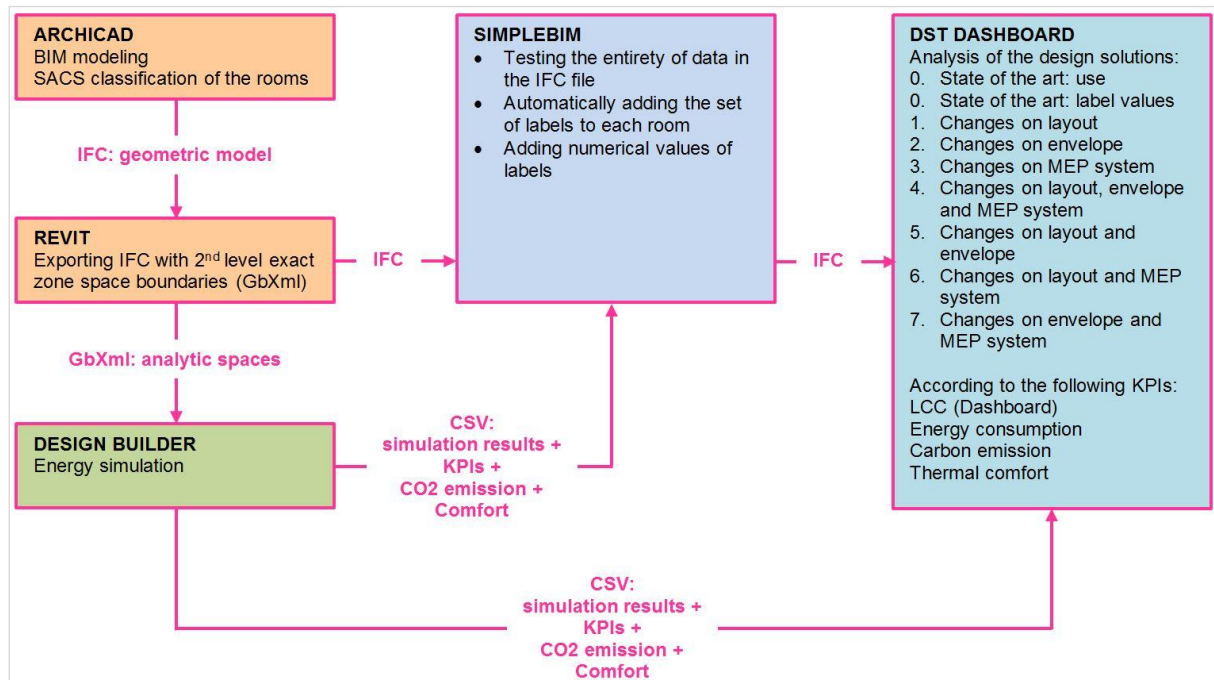 ARCHICAD
BIM modeling
SACS classification of the rooms
IFC: geometric model
REVIT
Exporting IFC with 2nd level exact
zone space boundaries (GbXml)
GbXml: analytic spaces
DESIGN BUILDER
Energy simulation
IFC
SIMPLEBIM
• Testing the entirety of data in
the IFC file
• Automatically adding the set
of labels to each room
• Adding numerical values of
labels
CSV:
simulation results +
KPIs +
CO2 emission +
Comfort
IFC
DST DASHBOARD
Analysis of the design solutions:
0. State of the art: use
0. State of the art: label values
1. Changes on layout
2. Changes on envelope
3. Changes on MEP system
4. Changes on layout, envelope
and MEP system
5. Changes on layout and
envelope
6. Changes on layout and MEP
system
7. Changes on envelope and
MEP system
According to the following KPIs:
LCC (Dashboard)
Energy consumption
Carbon emission
Thermal comfort
CSV:
simulation results +
KPIs +
CO2 emission +
Comfort